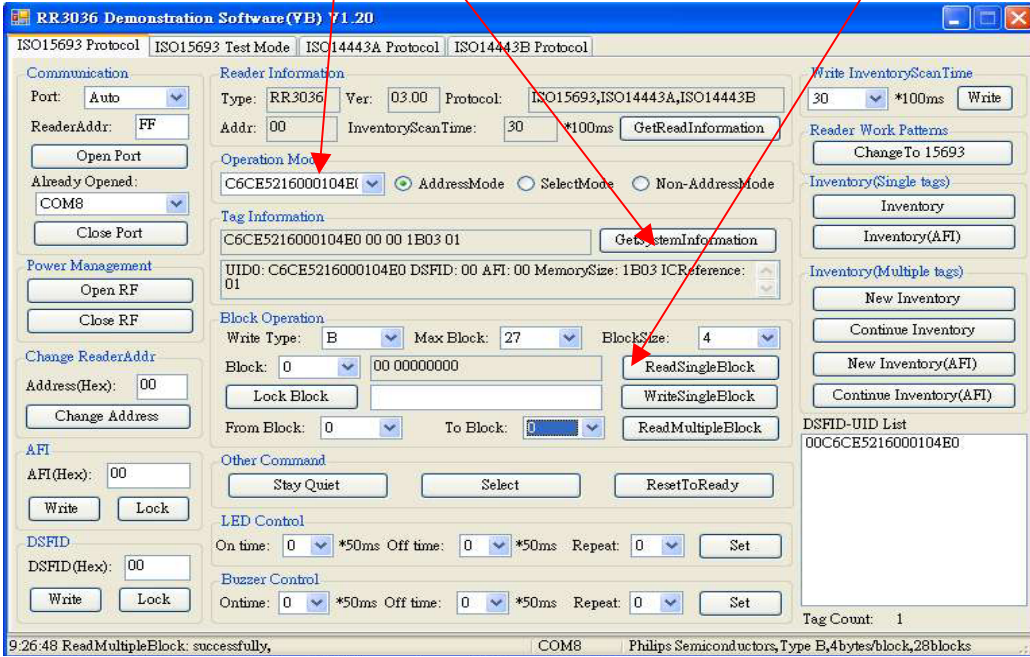 RR3036 Demonstration Software(VB) V1.20
ISO15693 Protocol ISO15693 Test Mode ISO14443A Protocol ISO14443B Protocol
Communication
Port: Auto
ReaderAddr: FF
Open Port
Already Opened:
COM8
Close Port
Power Management
Open RF
Close RF
Change ReaderAddr
Address(Hex): 00
Change Address
AFI
AFI(Hex): 00
Write Lock
DSFID
DSFID(Hex): 00
Write Lock
Reader Information
Type: RR3036 Ver: 03.00 Protocol: ISO15693,ISO14443A,ISO14443B
Addr: 00 InventoryScanTime: 30 *100ms GetReadInformation
Operation Mode
C6CE5216000104E( AddressMode SelectMode Non-AddressMode
Tag Information
C6CE5216000104E0 00 00 1B03 01 GetSystemInformation
UID0: C6CE5216000104E0 DSFID: 00 AFI: 00 MemorySize: 1B03 ICReference:
01
Block Operation
Write Type: B Max Block: 27 BlockSize: 4
Block: 0 00 00000000 ReadSingleBlock
Lock Block WriteSingleBlock
From Block: 0 To Block: 0 ReadMultipleBlock
Other Command
Stay Quiet Select ResetToReady
LED Control
On time: 0 *50ms Off time: 0 *50ms Repeat: 0 Set
Buzzer Control
Ontime: 0 *50ms Off time: 0 *50ms Repeat: 0 Set
Write InventoryScanTime
30 *100ms Write
Reader Work Patterns
ChangeTo 15693
Inventory(Single tags)
Inventory
Inventory(AFI)
Inventory(Multiple tags)
New Inventory
Continue Inventory
New Inventory(AFI)
Continue Inventory(AFI)
DSFID-UID List
00C6CE5216000104E0
Tag Count: 1
9:26:48 ReadMultipleBlock: successfully, COM8 Philips Semiconductors,Type B,4bytes/block,28blocks